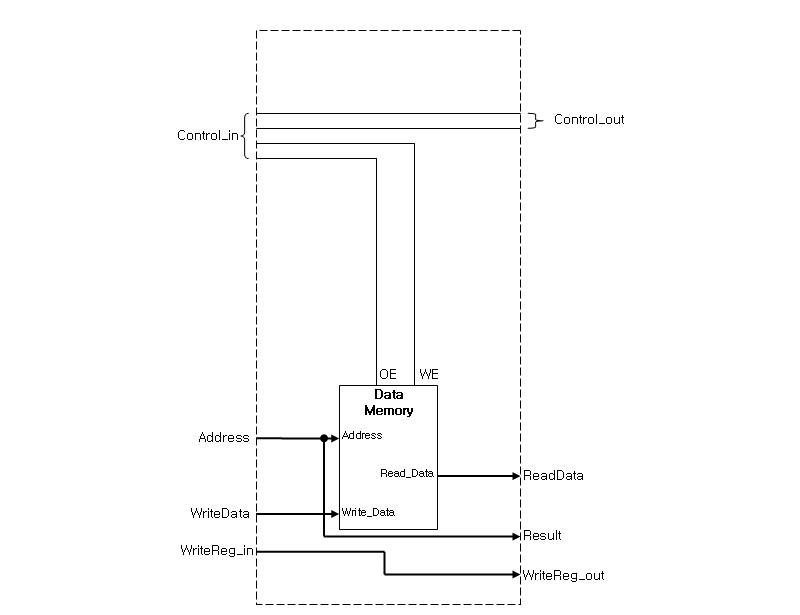 Control_out
Control_in
OE
WE
Data
Memory
Address
Address
Read_Data
ReadData
WriteData
Write_Data
Result
WriteReg_in
WriteReg_out